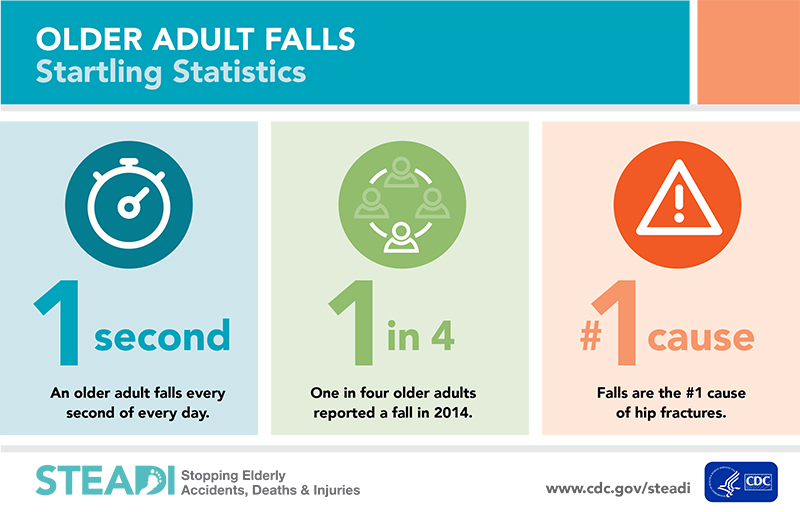 OLDER ADULT FALLS
Startling Statistics
1 second
An older adult falls every
second of every day.
1 in 4
One in four older adults
reported a fall in 2014.
#1 cause
Falls are the #1 cause
of hip fractures.
STEADI Stopping Elderly
Accidents, Deaths & Injuries
www.cdc.gov/steadi
CDC